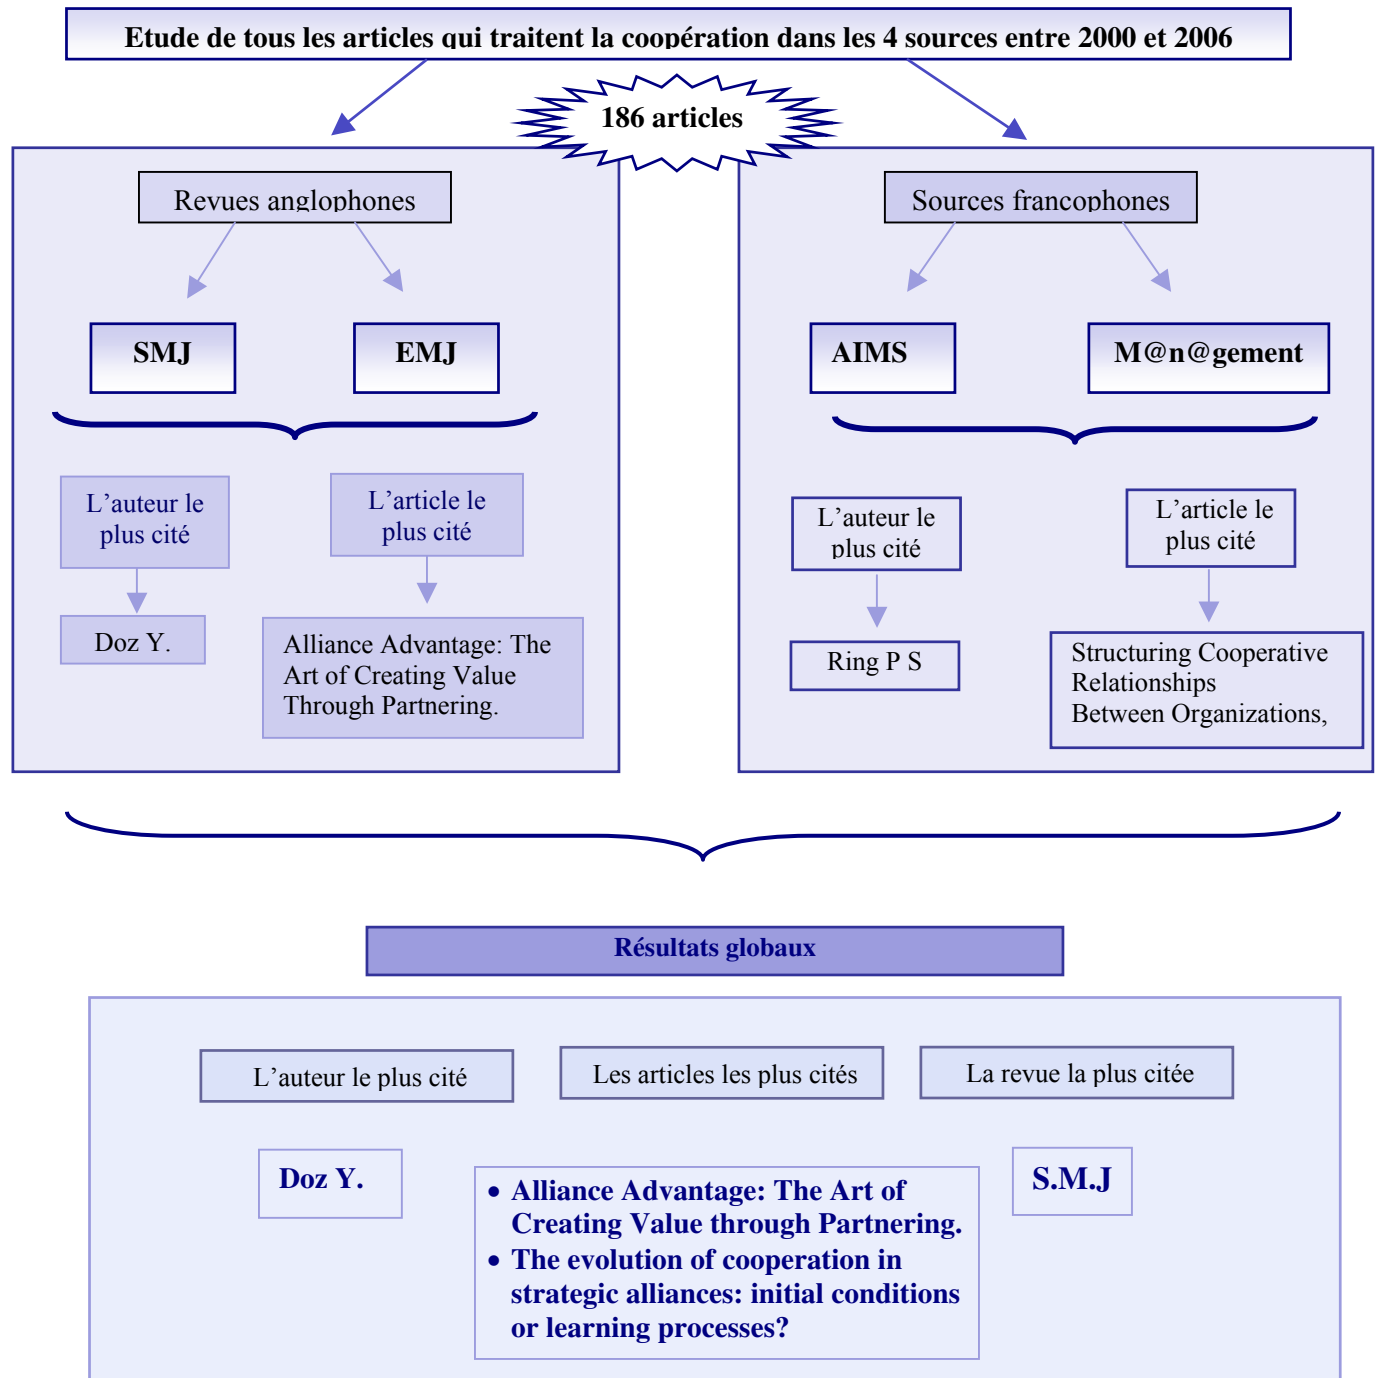 Etude de tous les articles qui traitent la coopération dans les 4 sources entre 2000 et 2006
186 articles
Revues anglophones
SMJ
EMJ
L’auteur le
plus cité
L’article le
plus cité
Doz Y.
Alliance Advantage: The
Art of Creating Value
Through Partnering.
Sources francophones
AIMS
M@n@gement
L’auteur le
plus cité
L’article le
plus cité
Ring P S
Structuring Cooperative
Relationships
Between Organizations,
Résultats globaux
L’auteur le plus cité
Les articles les plus cités
La revue la plus citée
Doz Y.
• Alliance Advantage: The Art of
Creating Value through Partnering.
• The evolution of cooperation in
strategic alliances: initial conditions
or learning processes?
S.M.J